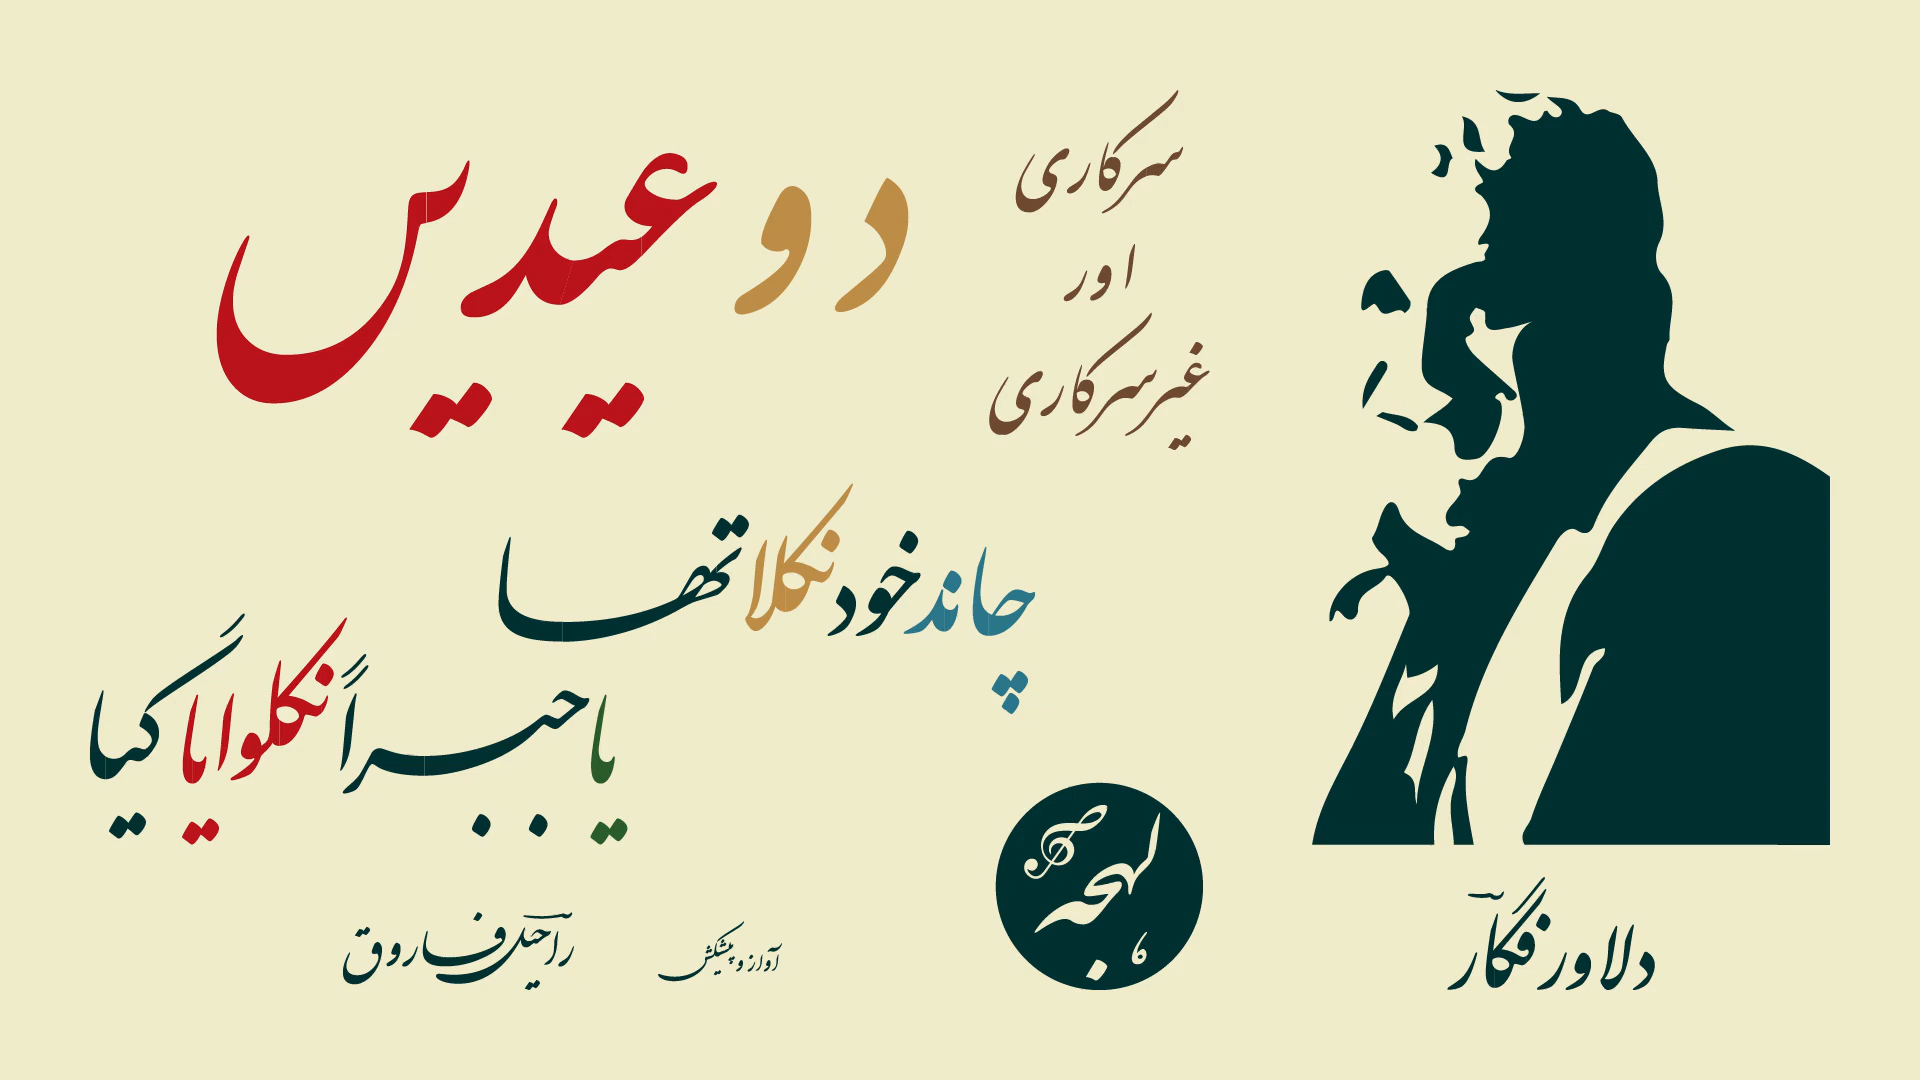 دو عیدیں
سرکاری
اور
غیر سرکاری
چاند خود نکلا تھا
یا جبراً نکلوایا گیا
لہجہ
دلاور فگار
آواز و پیشکش
راحیل فاروق